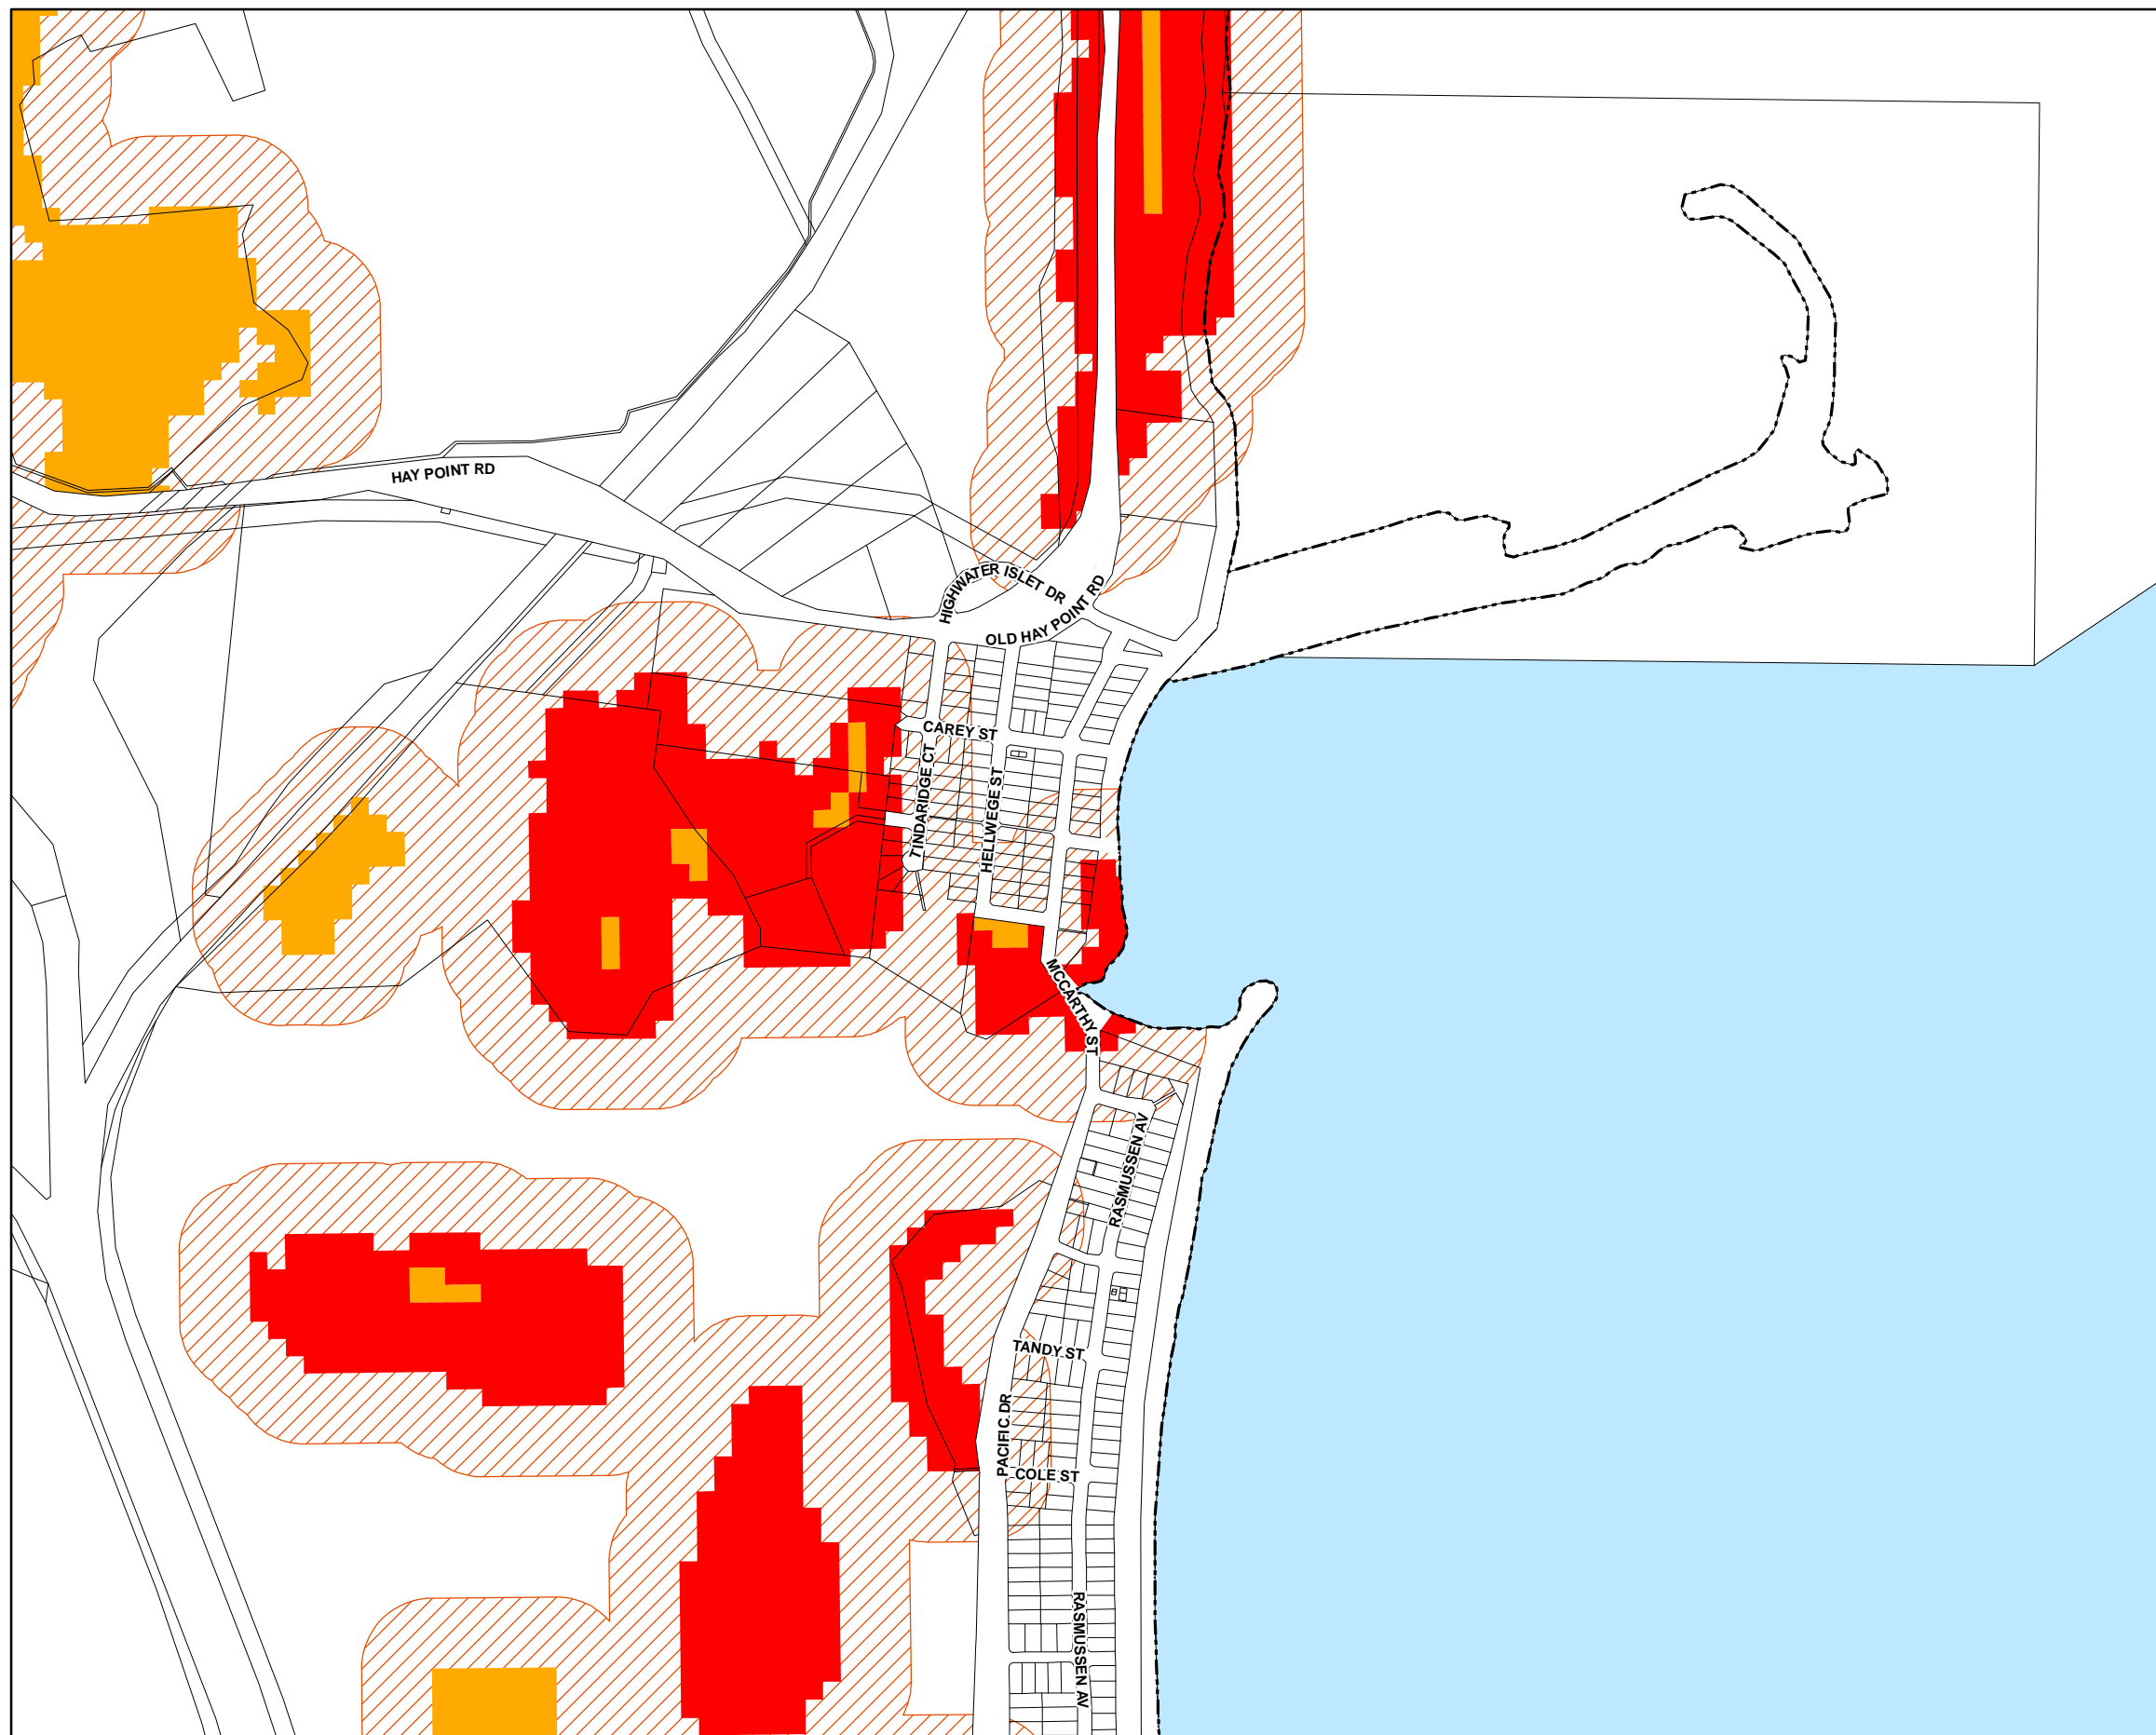 HAY POINT RD
HIGHWATER ISLET DR
OLD HAY POINT RD
CAREY ST
TINDARIDGE CT
HELLWEGE ST
MCCARTHY ST
RASMUSSEN AV
TANDY ST
PACIFIC DR
COLE ST
RASMUSSEN AV